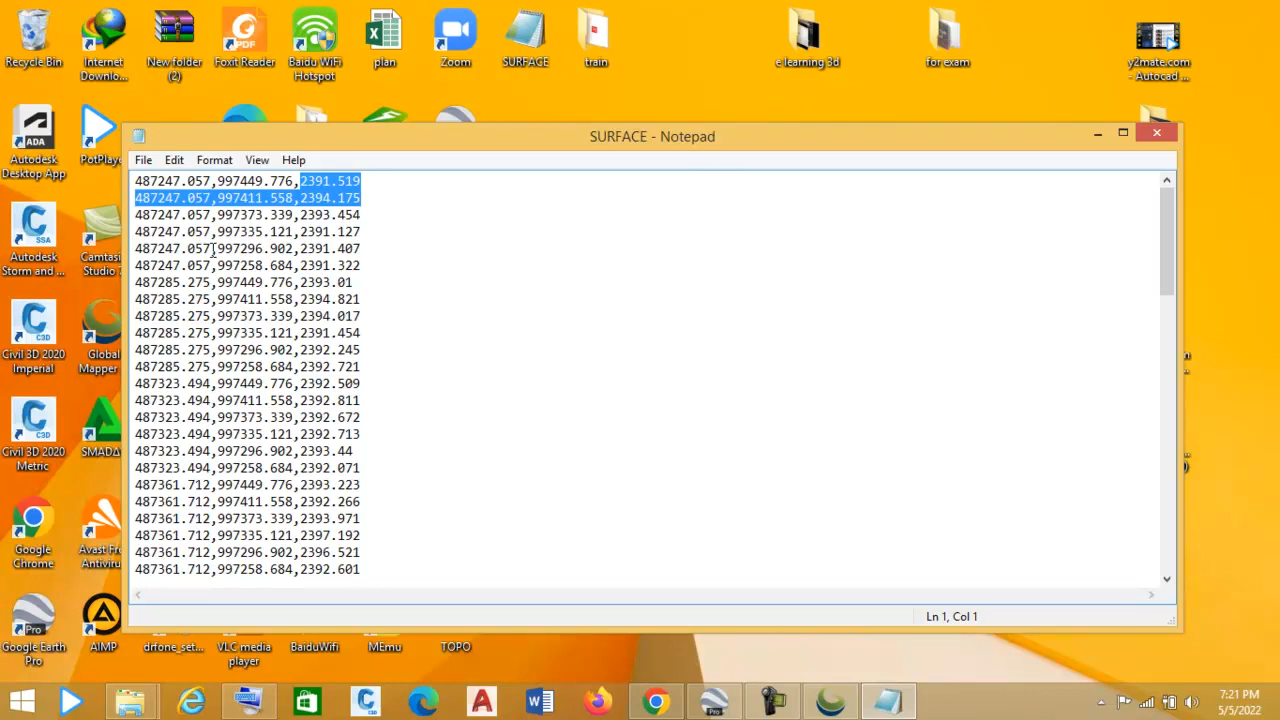 Recycle Bin
Internet Downlo...
New folder (2)
Foxit Reader
Baidu WiFi Hotspot
plan
Zoom
SURFACE
train
e learning 3d
for exam
y2mate.com - Autocad ...
Autodesk Desktop App
PotPlaye
SURFACE - Notepad
File Edit Format View Help
487247.057,997449.776,2391.519
487247.057,997411.558,2394.175
487247.057,997373.339,2393.454
487247.057,997335.121,2391.127
487247.057,997296.902,2391.407
487247.057,997258.684,2391.322
487285.275,997449.776,2393.01
487285.275,997411.558,2394.821
487285.275,997373.339,2394.017
487285.275,997335.121,2391.454
487285.275,997296.902,2392.245
487285.275,997258.684,2392.721
487323.494,997449.776,2392.509
487323.494,997411.558,2392.811
487323.494,997373.339,2392.672
487323.494,997335.121,2392.713
487323.494,997296.902,2393.44
487323.494,997258.684,2392.071
487361.712,997449.776,2393.223
487361.712,997411.558,2392.266
487361.712,997373.339,2393.971
487361.712,997335.121,2397.192
487361.712,997296.902,2396.521
487361.712,997258.684,2392.601
Ln 1, Col 1
Autodesk Storm and ...
Camtas Studio 7
Civil 3D 2020 Imperial
Global Mapper
Civil 3D 2020 Metric
SMADA
Google Chrome
Avast Fr Antiviru
Google Earth Pro
AIMP
drfone_set...
VLC media player
BaiduWifi
MEmu
TOPO
7:21 PM
5/5/2022